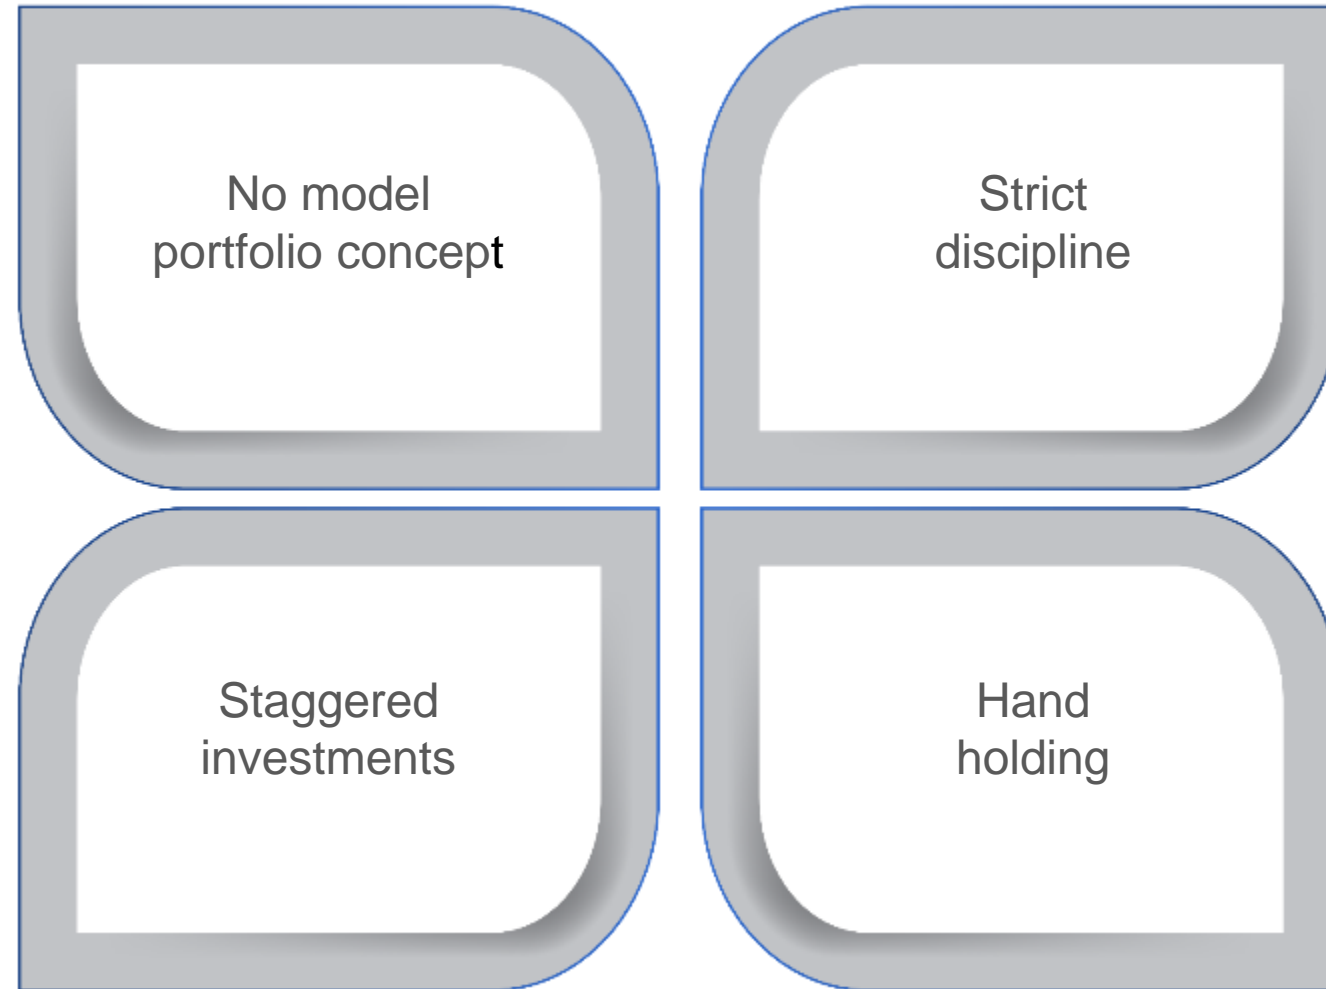 No model
portfolio concept
Strict
discipline
Staggered
investments
Hand
holding